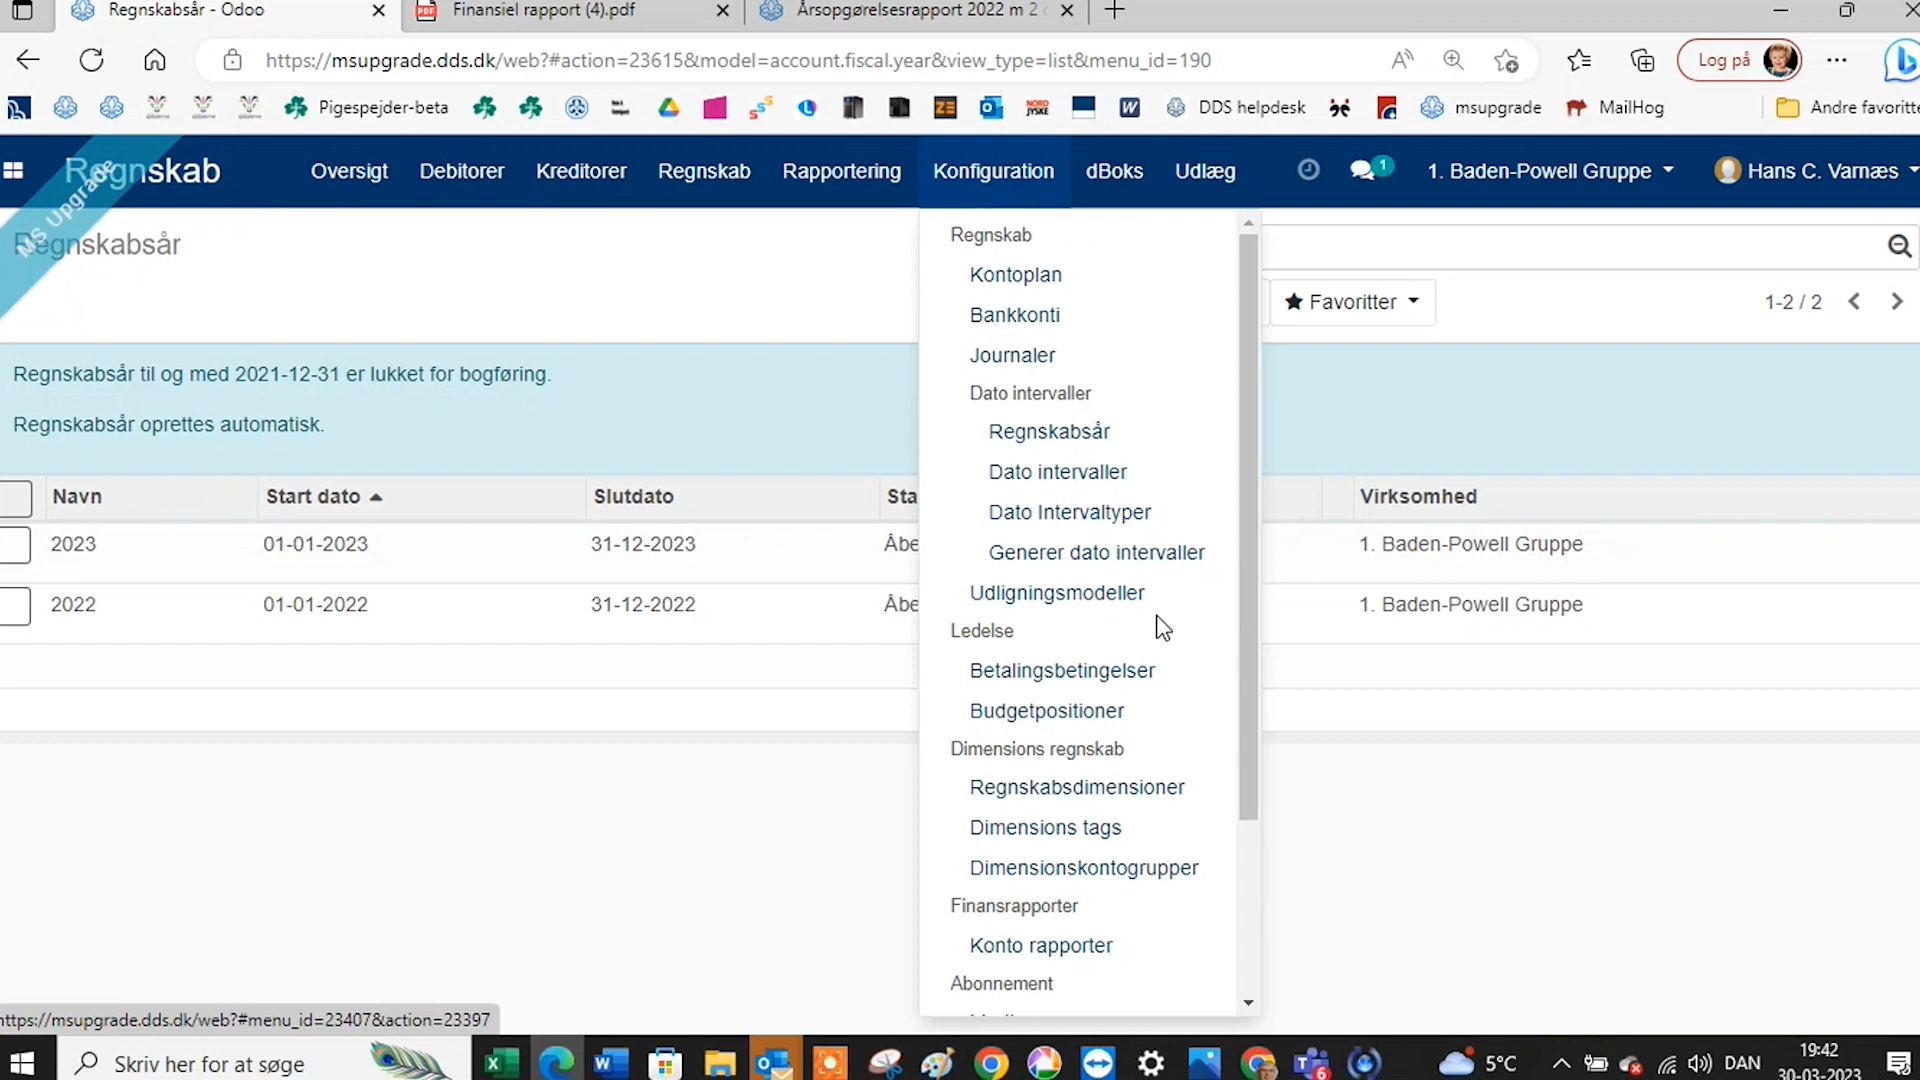 Regnskabsår - Odoo
Finansiel rapport (4).pdf
Årsopgørelsesrapport 2022 m 2
https://msupgrade.dds.dk/web?#action=23615&model=account.fiscal.year&view_type=list&menu_id=190
Log på
Pigespejder-beta
DDS helpdesk
msupgrade
MailHog
Andre favoritte
MS Upgrade
Regnskab
Oversigt
Debitorer
Kreditorer
Regnskab
Rapportering
Konfiguration
dBoks
Udlæg
1
1. Baden-Powell Gruppe
Hans C. Varnæs
Regnskabsår
Favoritter
1-2 / 2
Regnskabsår til og med 2021-12-31 er lukket for bogføring.
Regnskabsår oprettes automatisk.
Navn
Start dato
Slutdato
Sta
Virksomhed
2023
01-01-2023
31-12-2023
Åbe
1. Baden-Powell Gruppe
2022
01-01-2022
31-12-2022
Åbe
1. Baden-Powell Gruppe
Regnskab
Kontoplan
Bankkonti
Journaler
Dato intervaller
Regnskabsår
Dato intervaller
Dato Intervaltyper
Generer dato intervaller
Udligningsmodeller
Ledelse
Betalingsbetingelser
Budgetpositioner
Dimensions regnskab
Regnskabsdimensioner
Dimensions tags
Dimensionskontogrupper
Finansrapporter
Konto rapporter
Abonnement
https://msupgrade.dds.dk/web?#menu_id=23407&action=23397
Skriv her for at søge
5°C
DAN
19:42
30-03-2023